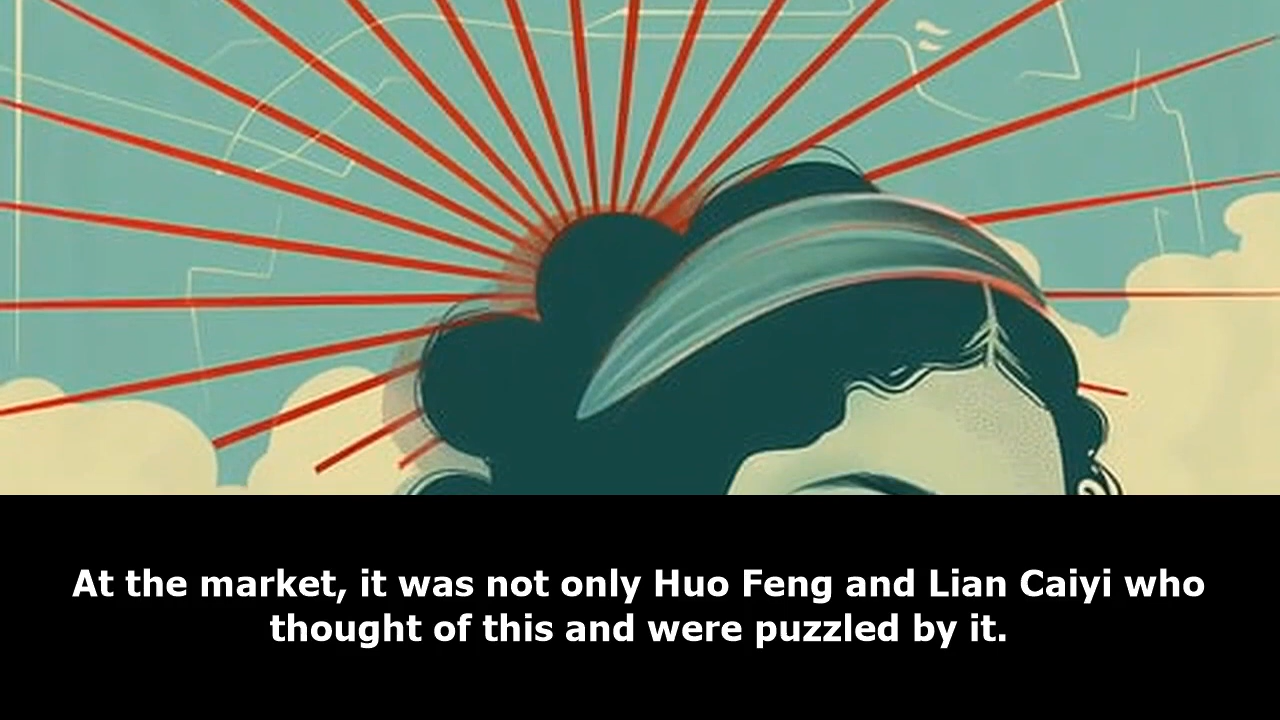 At the market, it was not only Huo Feng and Lian Caiyi who
thought of this and were puzzled by it.